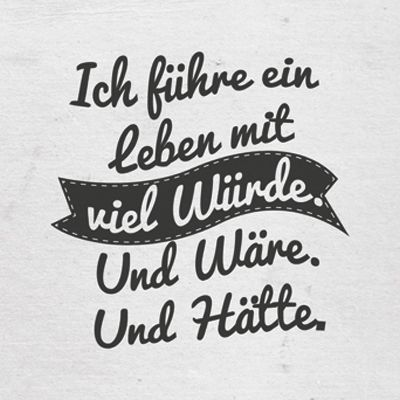 Ich führe ein
Leben mit
viel Würde.
Und Wäre.
Und Hätte.